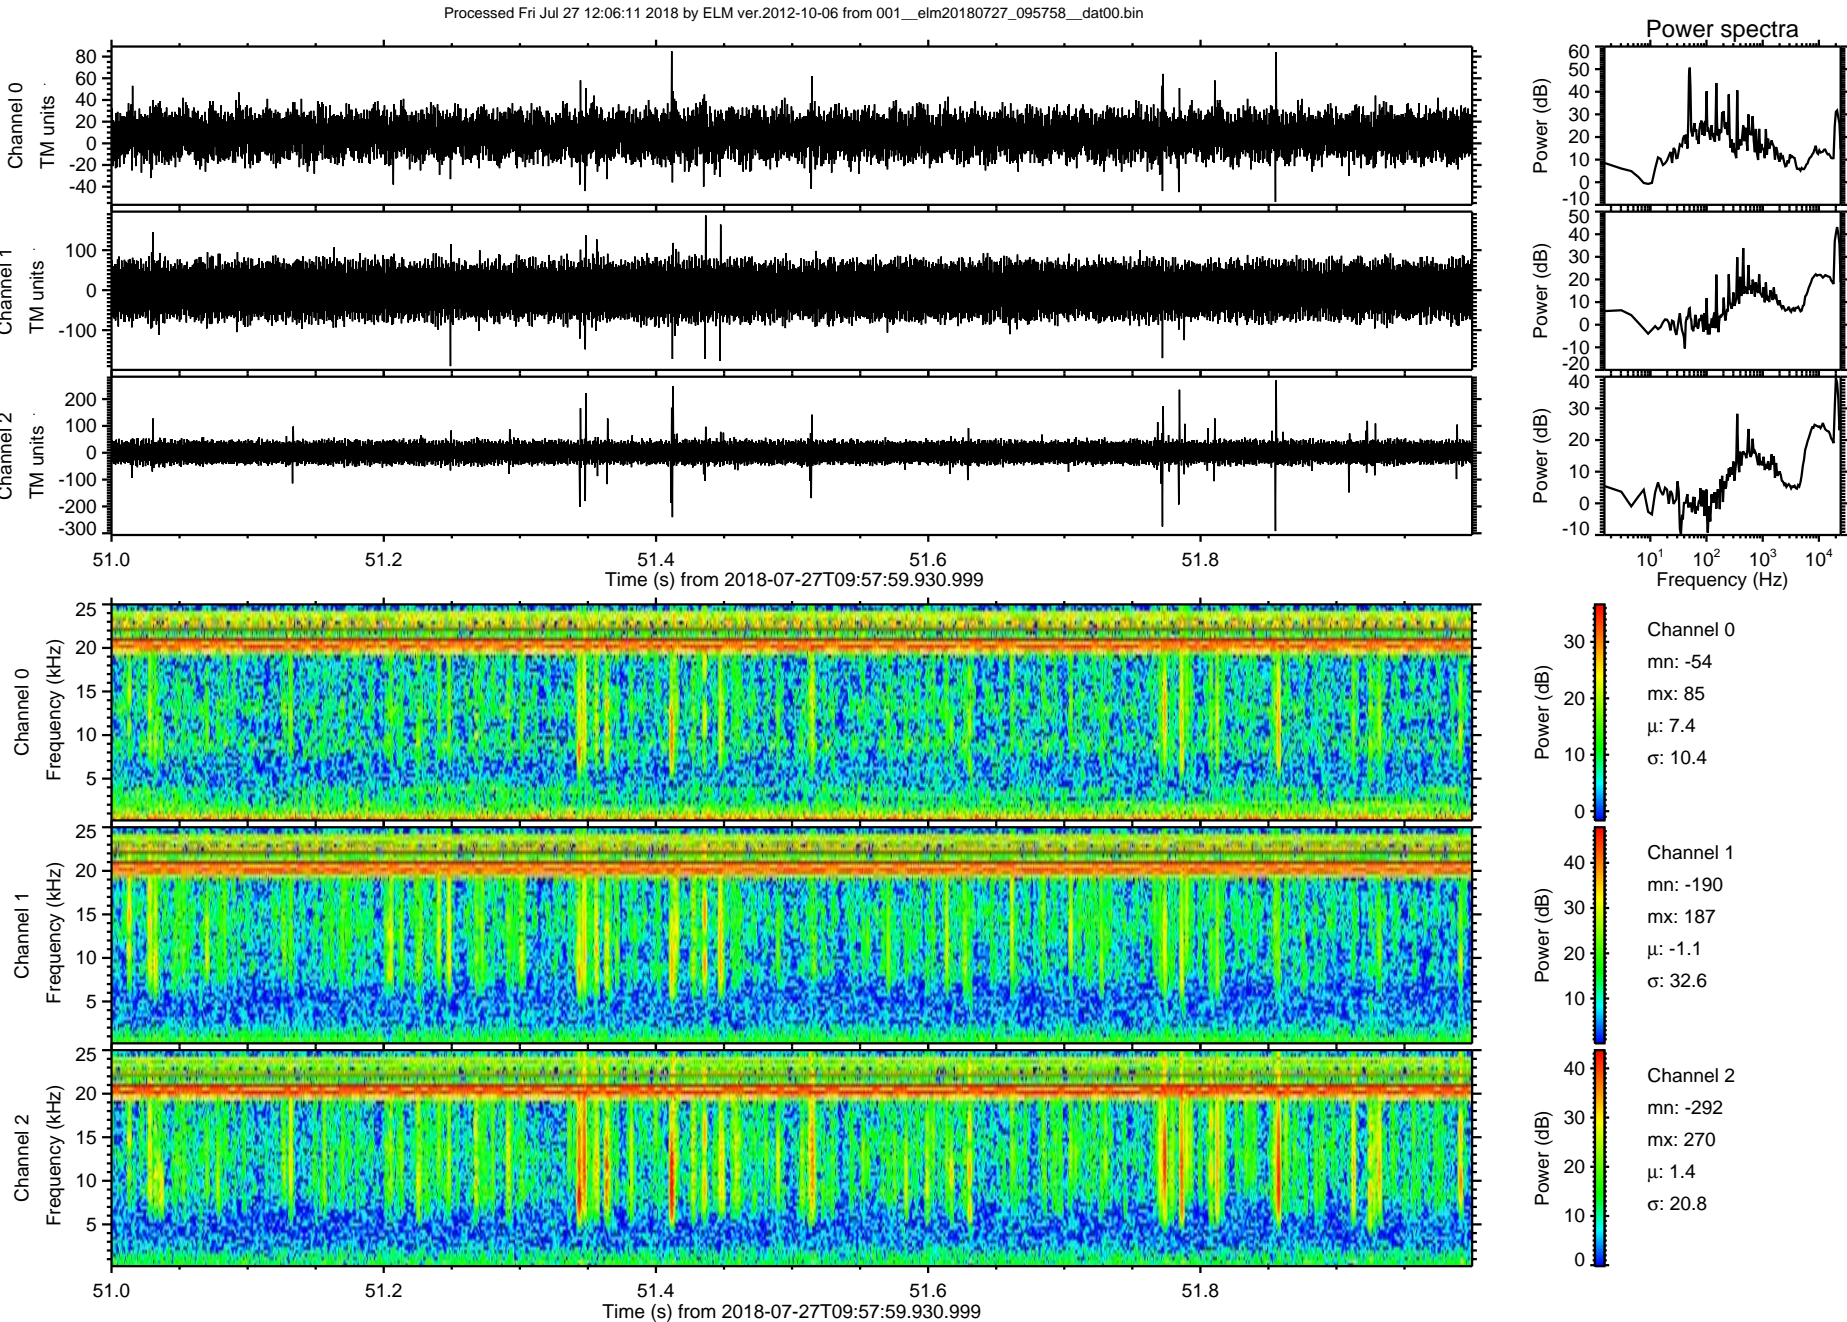 Processed Fri Jul 27 12:06:11 2018 by ELM ver.2012-10-06 from 001__elm20180727_095758__dat00.bin
Power spectra
Channel 0
TM units
80
60
40
20
0
-20
-40
Power (dB)
60
50
40
30
20
10
0
-10
Channel 1
TM units
100
0
-100
Power (dB)
50
40
30
20
10
0
-10
-20
Channel 2
TM units
200
100
0
-100
-200
-300
Power (dB)
40
30
20
10
0
-10
51.0 51.2 51.4 51.6 51.8
Time (s) from 2018-07-27T09:57:59.930.999
10^1 10^2 10^3 10^4
Frequency (Hz)
Channel 0
Frequency (kHz)
25
20
15
10
5
Power (dB)
30
20
10
0
Channel 0
mn: -54
mx: 85
μ: 7.4
σ: 10.4
Channel 1
Frequency (kHz)
25
20
15
10
5
Power (dB)
40
30
20
10
Channel 1
mn: -190
mx: 187
μ: -1.1
σ: 32.6
Channel 2
Frequency (kHz)
25
20
15
10
5
Power (dB)
40
30
20
10
0
Channel 2
mn: -292
mx: 270
μ: 1.4
σ: 20.8
51.0 51.2 51.4 51.6 51.8
Time (s) from 2018-07-27T09:57:59.930.999